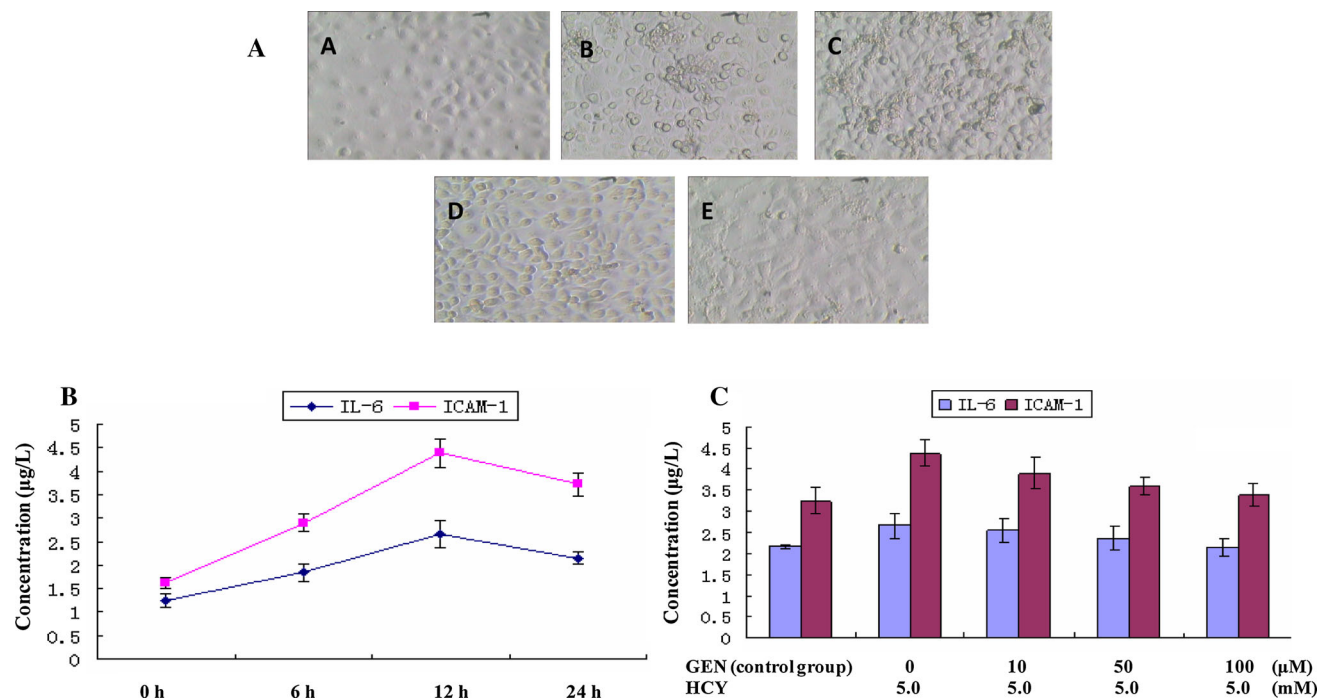 A
A
B
C
D
E
B
IL-6 ICAM-1
Concentration (µg/L)
5
4.5
4
3.5
3
2.5
2
1.5
1
0.5
0
0 h 6 h 12 h 24 h
C
IL-6 ICAM-1
Concentration (µg/L)
5
4.5
4
3.5
3
2.5
2
1.5
1
0.5
0
GEN (control group) 0 10 50 100 (µM)
HCY 5.0 5.0 5.0 5.0 (mM)